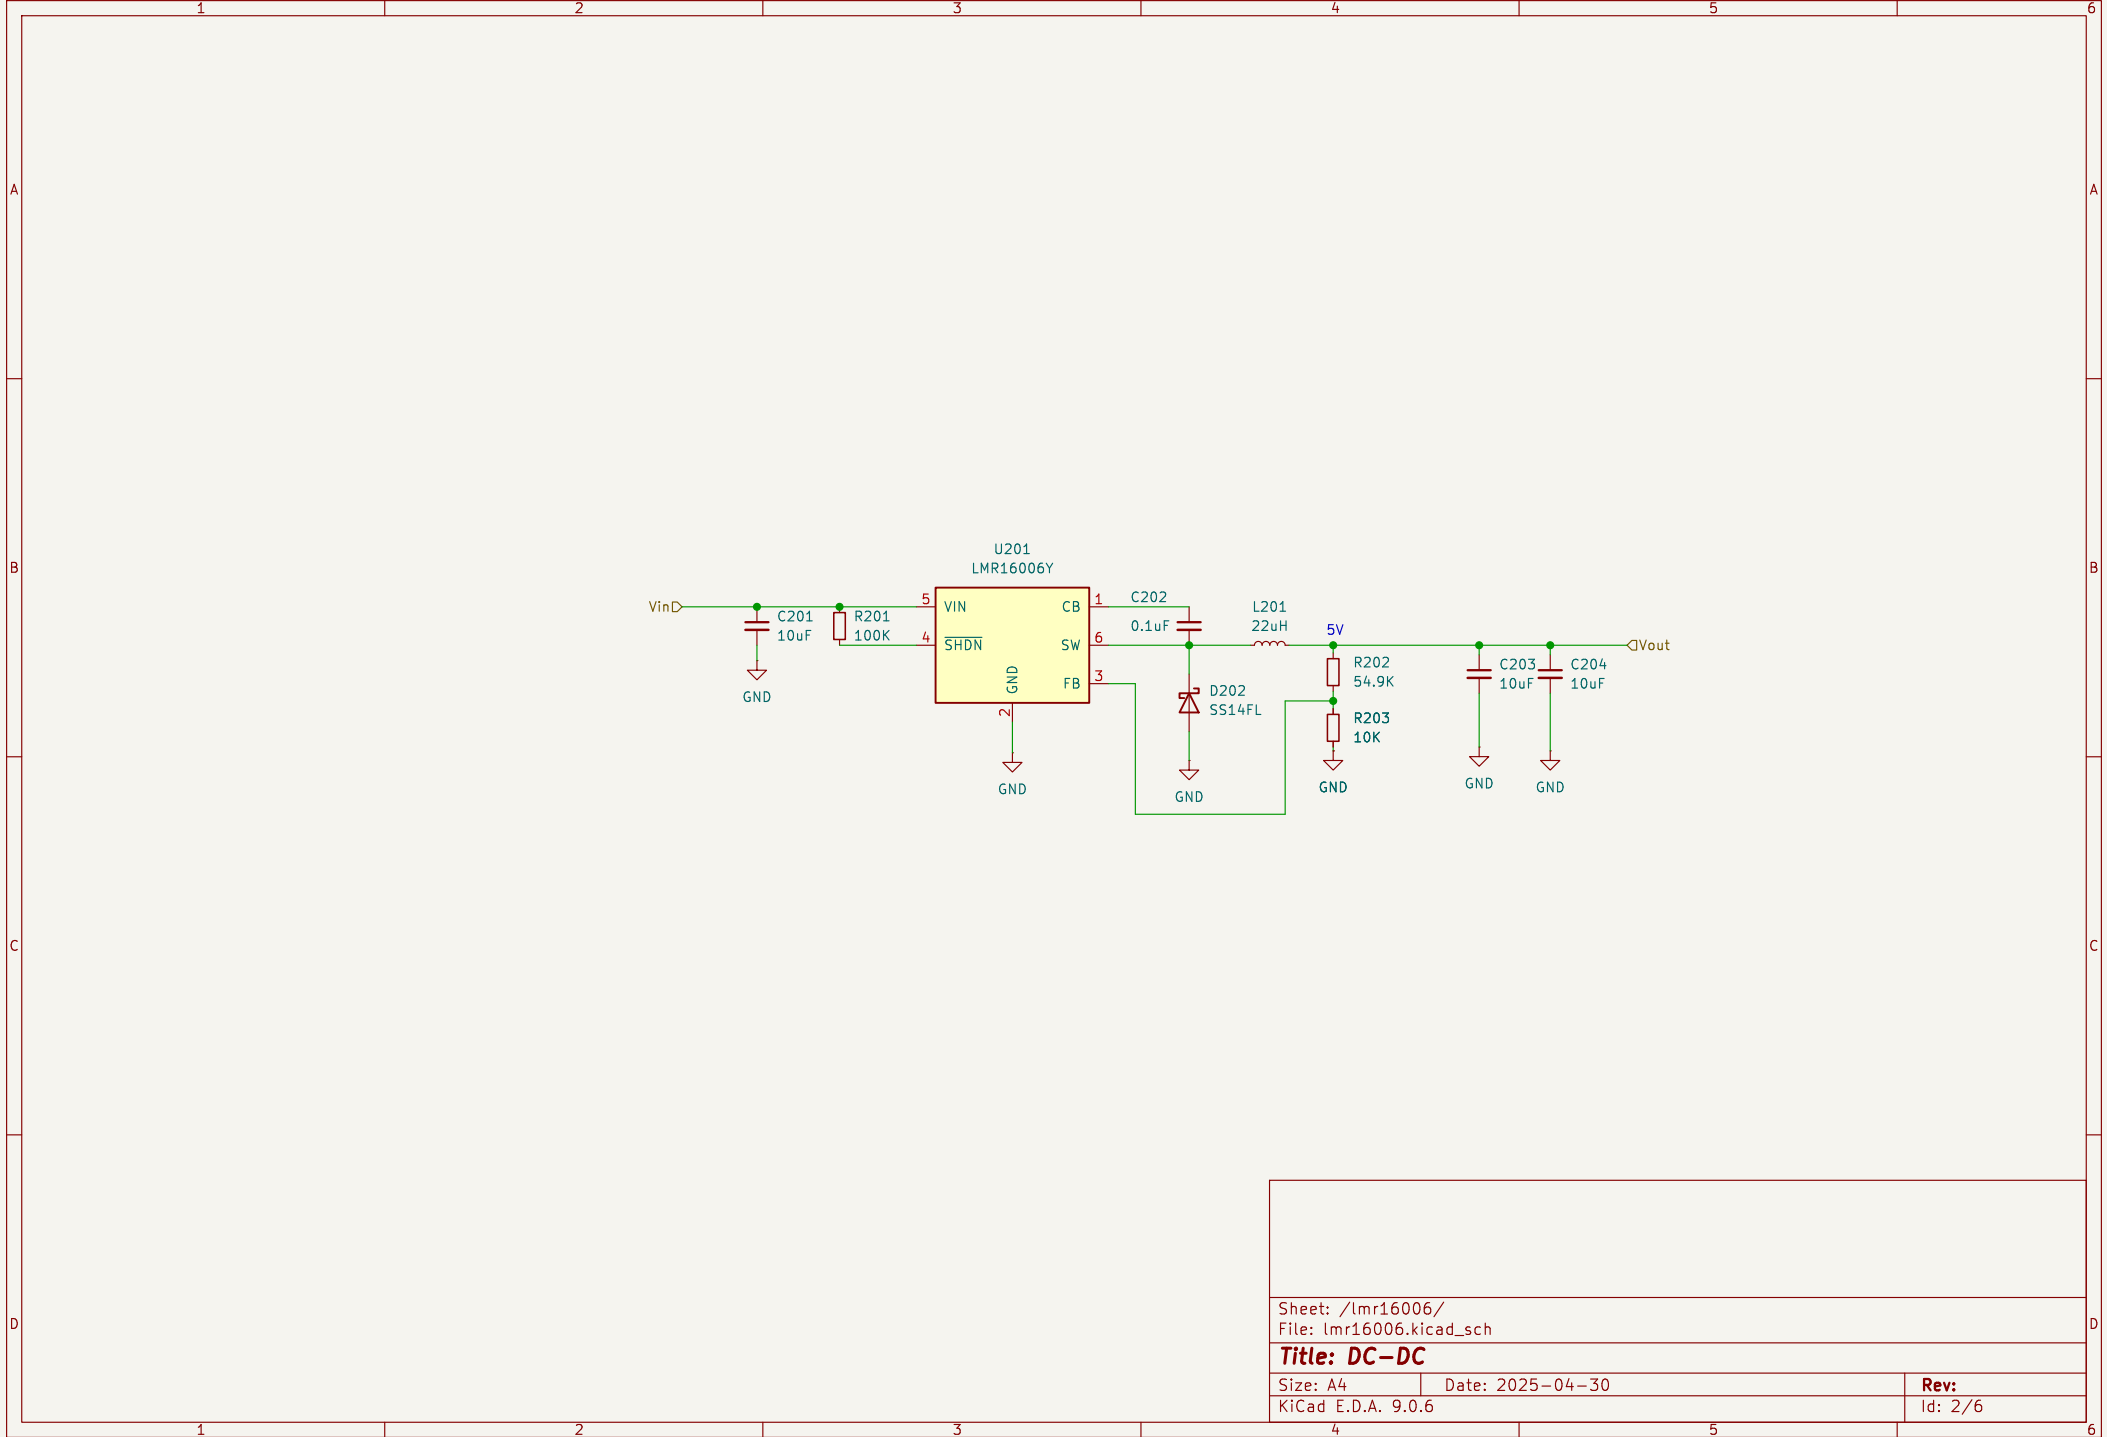 1 2 3 4 5 6
A A
B B
C C
D D
U201
LMR16006Y
Vin
C201
10uF
GND
R201
100K
5 VIN
4 SHDN
GND
2
GND
CB 1
SW 6
FB 3
C202
0.1uF
D202
SS14FL
GND
L201
22uH
5V
R202
54.9K
R203
10K
GND
C203
10uF
GND
C204
10uF
GND
Vout
Sheet: /lmr16006/
File: lmr16006.kicad_sch
Title: DC-DC
Size: A4 Date: 2025-04-30 Rev:
KiCad E.D.A. 9.0.6 Id: 2/6
1 2 3 4 5 6